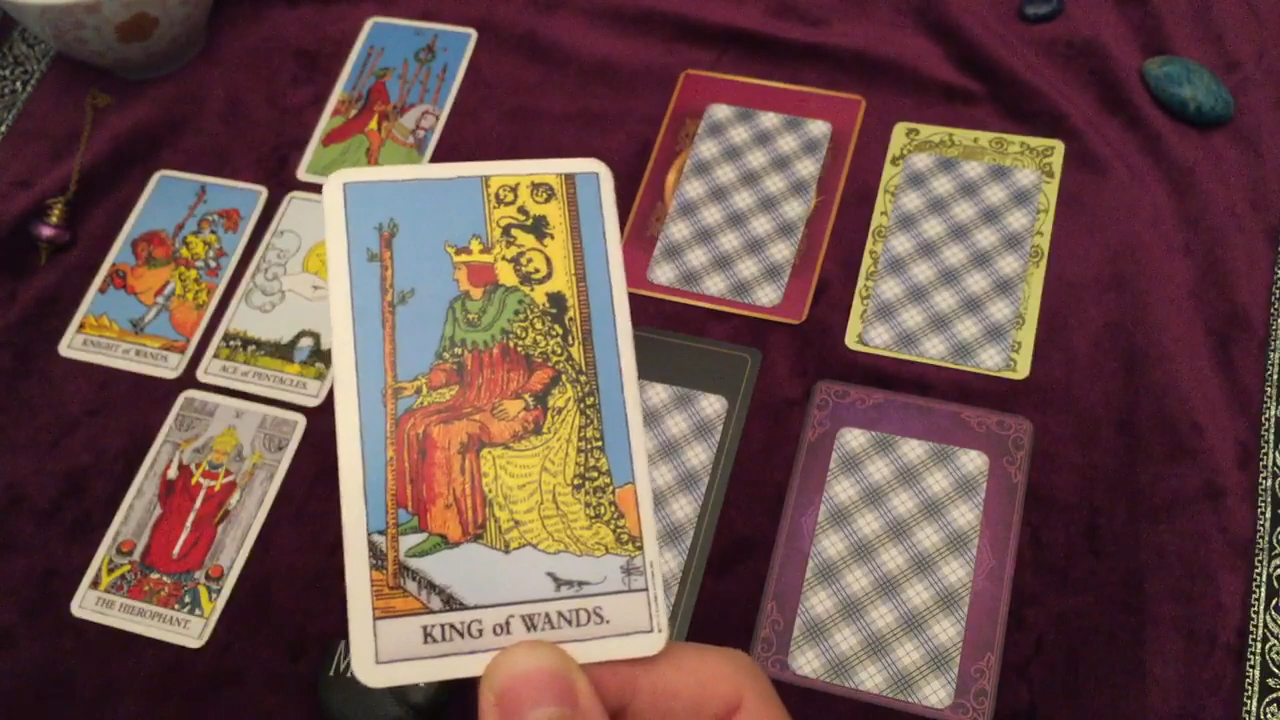 KNIGHT of WANDS.
ACE of PENTACLES.
KING of WANDS.
THE HIEROPHANT.
M